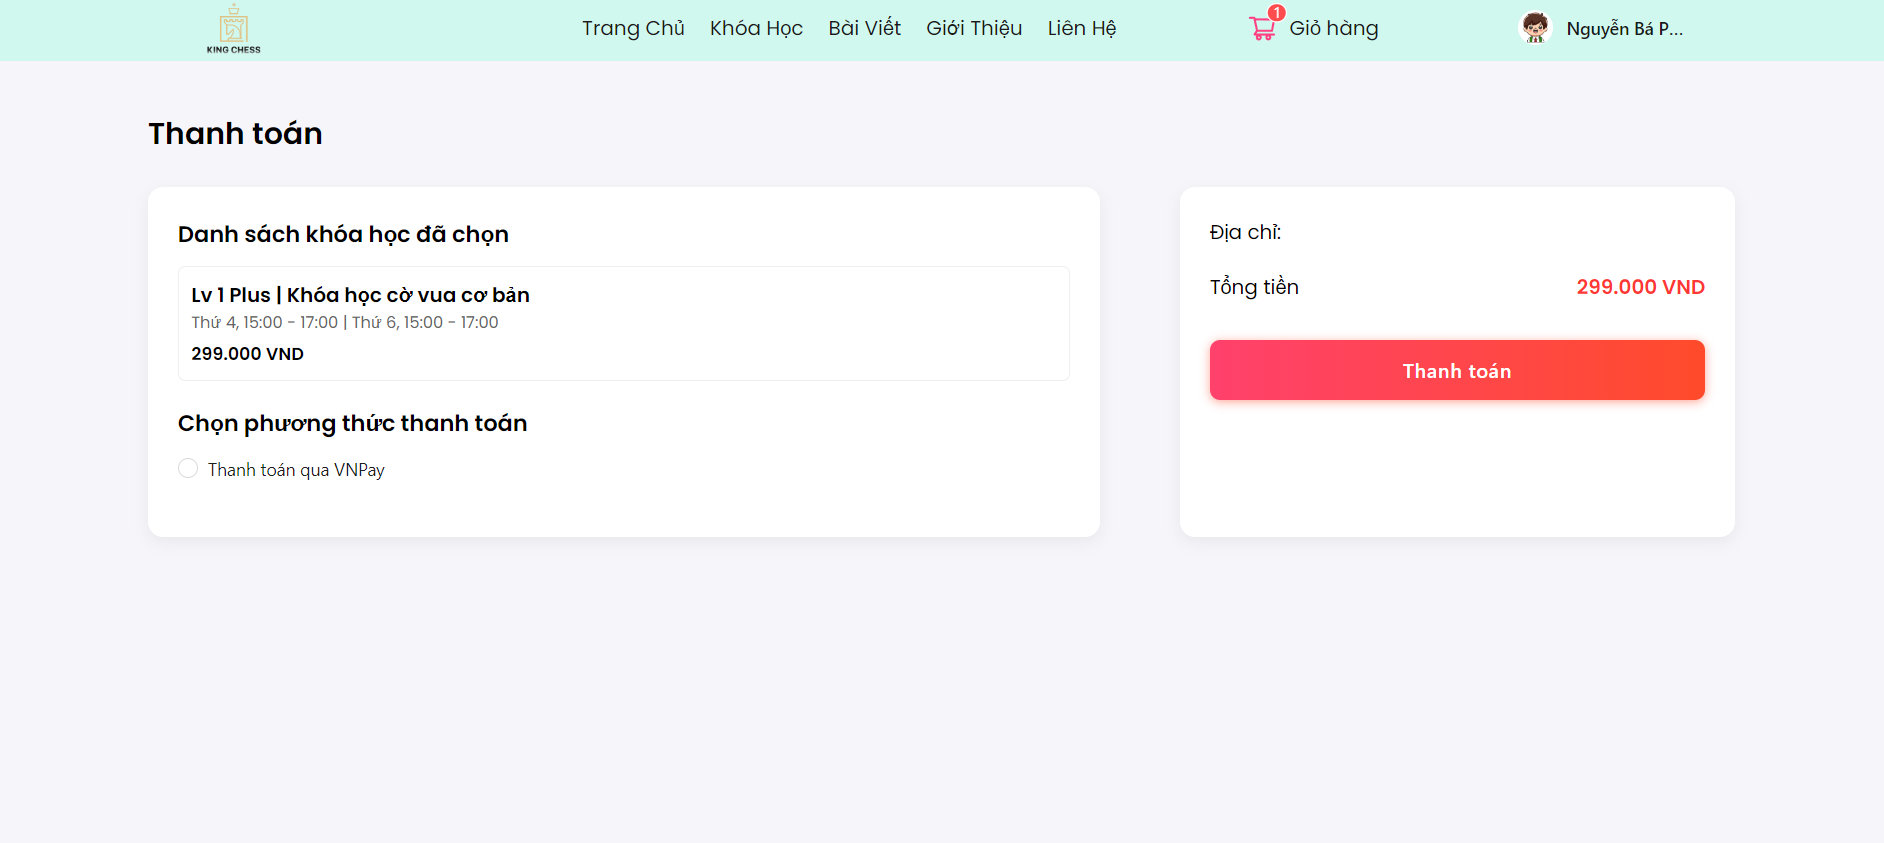 KING CHESS
Trang Chủ Khóa Học Bài Viết Giới Thiệu Liên Hệ
1
Giỏ hàng
Nguyễn Bá P...
Thanh toán
Danh sách khóa học đã chọn
Lv 1 Plus | Khóa học cờ vua cơ bản
Thứ 4, 15:00 - 17:00 | Thứ 6, 15:00 - 17:00
299.000 VND
Chọn phương thức thanh toán
Thanh toán qua VNPay
Địa chỉ:
Tổng tiền 299.000 VND
Thanh toán